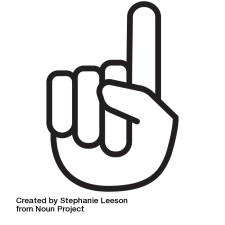 Created by Stephanie Leeson
from Noun Project